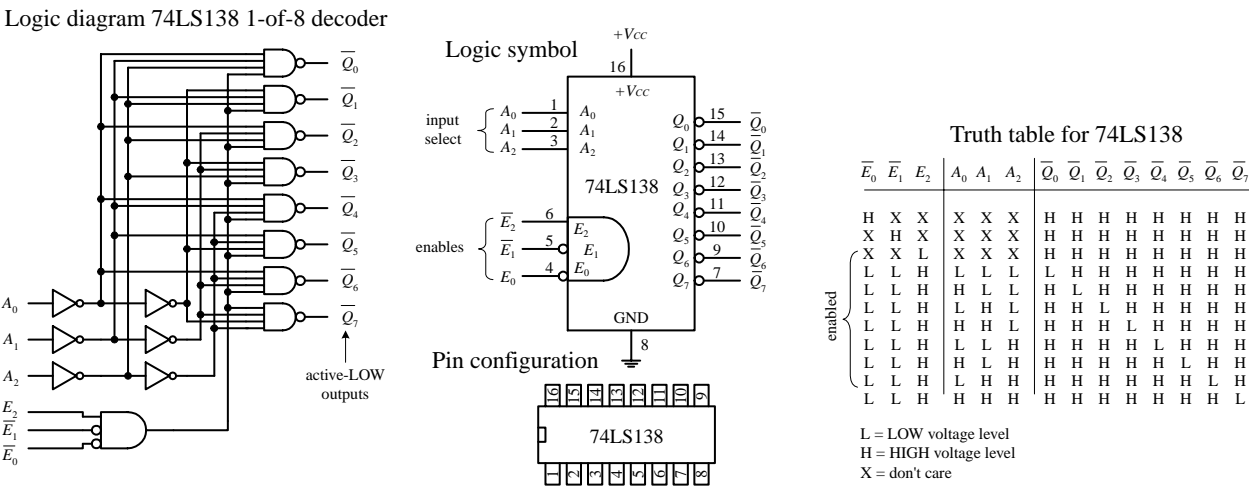 Logic diagram 74LS138 1-of-8 decoder
Q̅₀
Q̅₁
Q̅₂
Q̅₃
Q̅₄
Q̅₅
Q̅₆
Q̅₇
A₀
A₁
A₂
active-LOW
outputs
E₂
E̅₁
E̅₀
Logic symbol
+Vcc
16
+Vcc
input
select
A₀ 1 A₀
A₁ 2 A₁
A₂ 3 A₂
74LS138
enables
E̅₂ 6 E₂
E̅₁ 5 E₁
E₀ 4 E₀
Q₀ 15 Q̅₀
Q₁ 14 Q̅₁
Q₂ 13 Q̅₂
Q₃ 12 Q̅₃
Q₄ 11 Q̅₄
Q₅ 10 Q̅₅
Q₆ 9 Q̅₆
Q₇ 7 Q̅₇
GND
8
Pin configuration
16 15 14 13 12 11 10 9
74LS138
1 2 3 4 5 6 7 8
Truth table for 74LS138
E̅₀ E̅₁ E₂ A₀ A₁ A₂ Q̅₀ Q̅₁ Q̅₂ Q̅₃ Q̅₄ Q̅₅ Q̅₆ Q̅₇
H X X X X X H H H H H H H H
X H X X X X H H H H H H H H
X X L X X X H H H H H H H H
L L H L L L L H H H H H H H
L L H H L L H L H H H H H H
L L H L H L H H L H H H H H
L L H H H L H H H L H H H H
L L H L L H H H H H L H H H
L L H H L H H H H H H L H H
L L H L H H H H H H H H L H
L L H H H H H H H H H H H L
enabled
L = LOW voltage level
H = HIGH voltage level
X = don't care